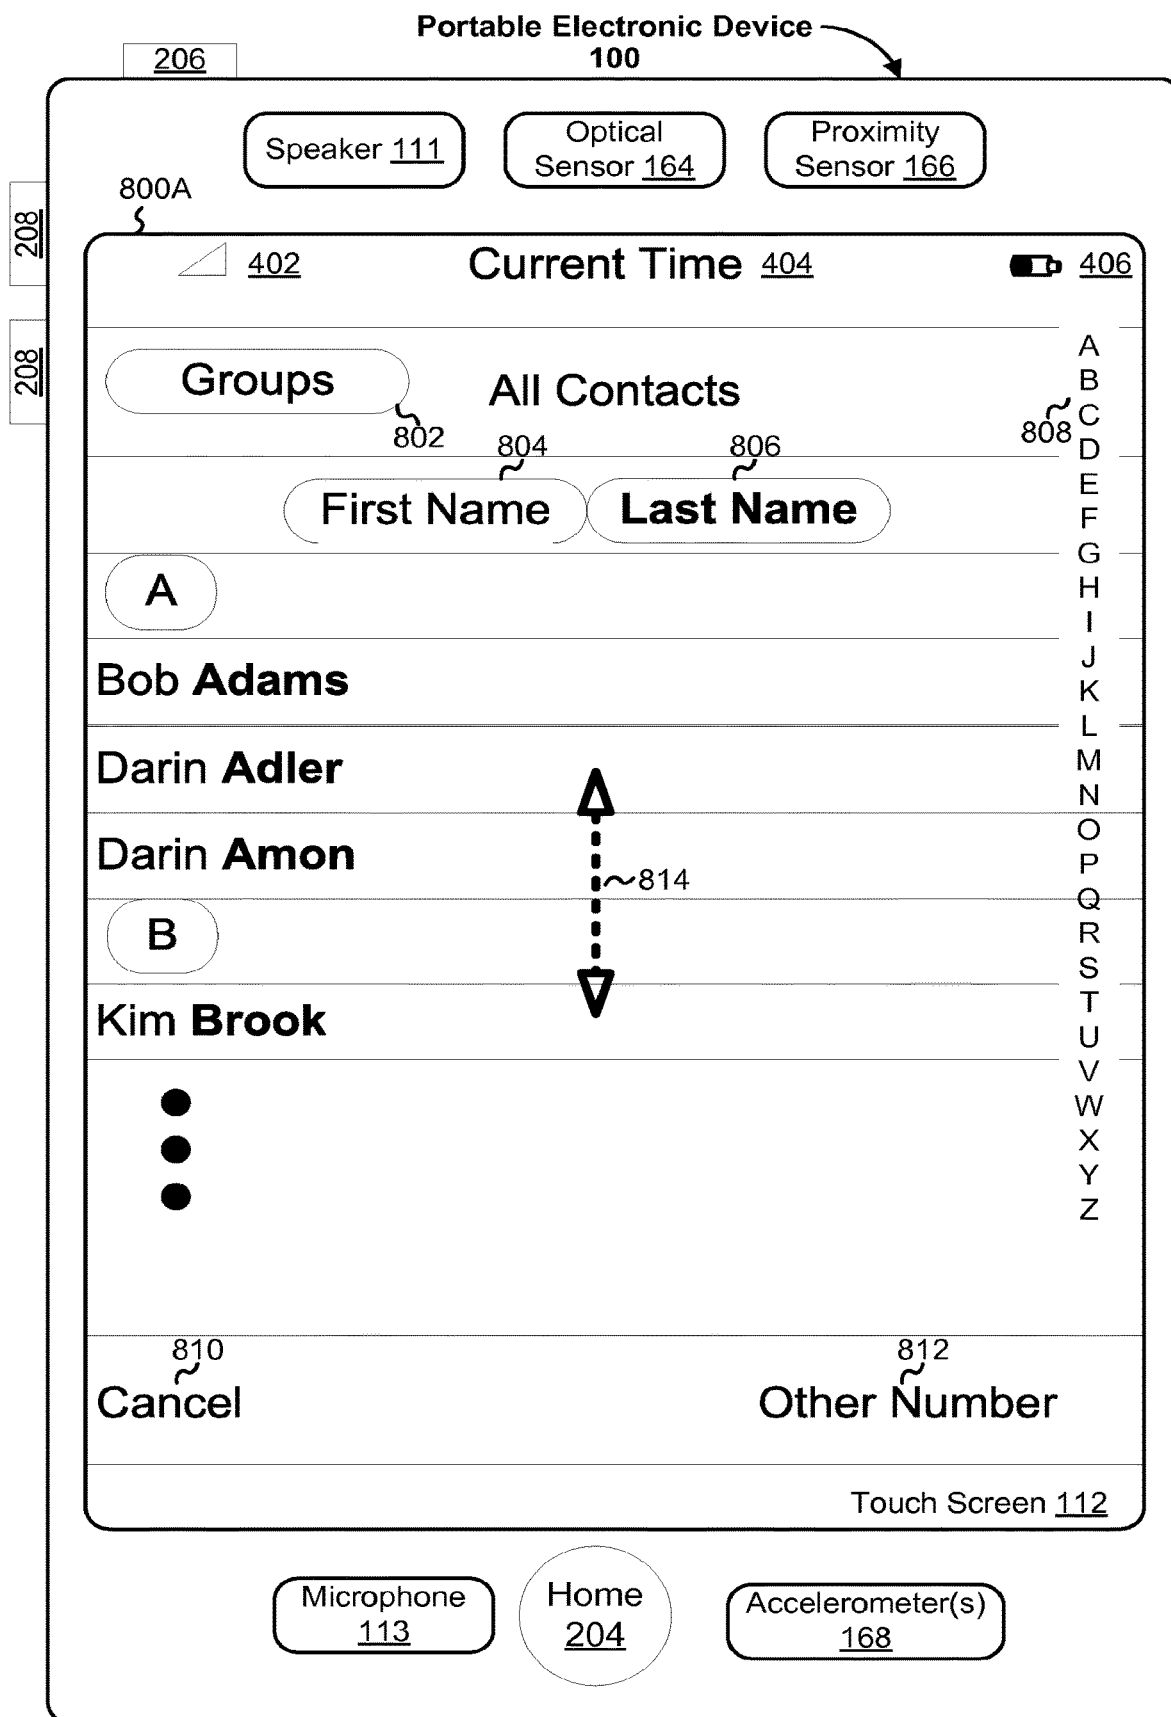 Portable Electronic Device
100
206
Speaker 111
Optical
Sensor 164
Proximity
Sensor 166
208
208
800A
402
Current Time 404
406
Groups
802
All Contacts
808
804
806
First Name
Last Name
A
Bob Adams
Darin Adler
Darin Amon
814
B
Kim Brook
A
B
C
D
E
F
G
H
I
J
K
L
M
N
O
P
Q
R
S
T
U
V
W
X
Y
Z
810
Cancel
812
Other Number
Touch Screen 112
Microphone
113
Home
204
Accelerometer(s)
168